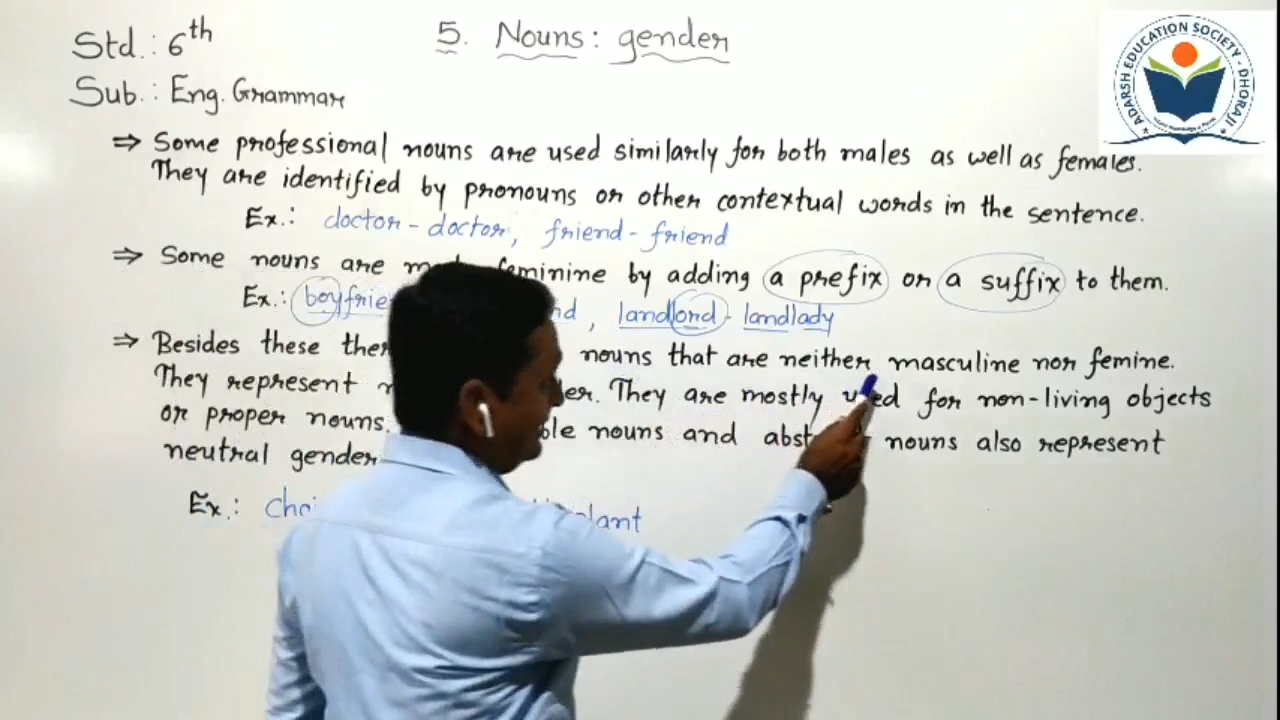 Std.: 6th
5. Nouns: gender
Sub.: Eng. Grammar
ADARSH EDUCATION SOCIETY - DHORAJI
⇒ Some professional nouns are used similarly for both males as well as females.
They are identified by pronouns or other contextual words in the sentence.
Ex.: doctor - doctor, friend - friend
⇒ Some nouns are feminine by adding a prefix or a suffix to them.
Ex.: , landlord - landlady
⇒ Besides these nouns that are neither masculine nor femine.
They represent They are mostly used for non-living objects
or proper nouns. nouns and nouns also represent
neutral gender
Ex.: